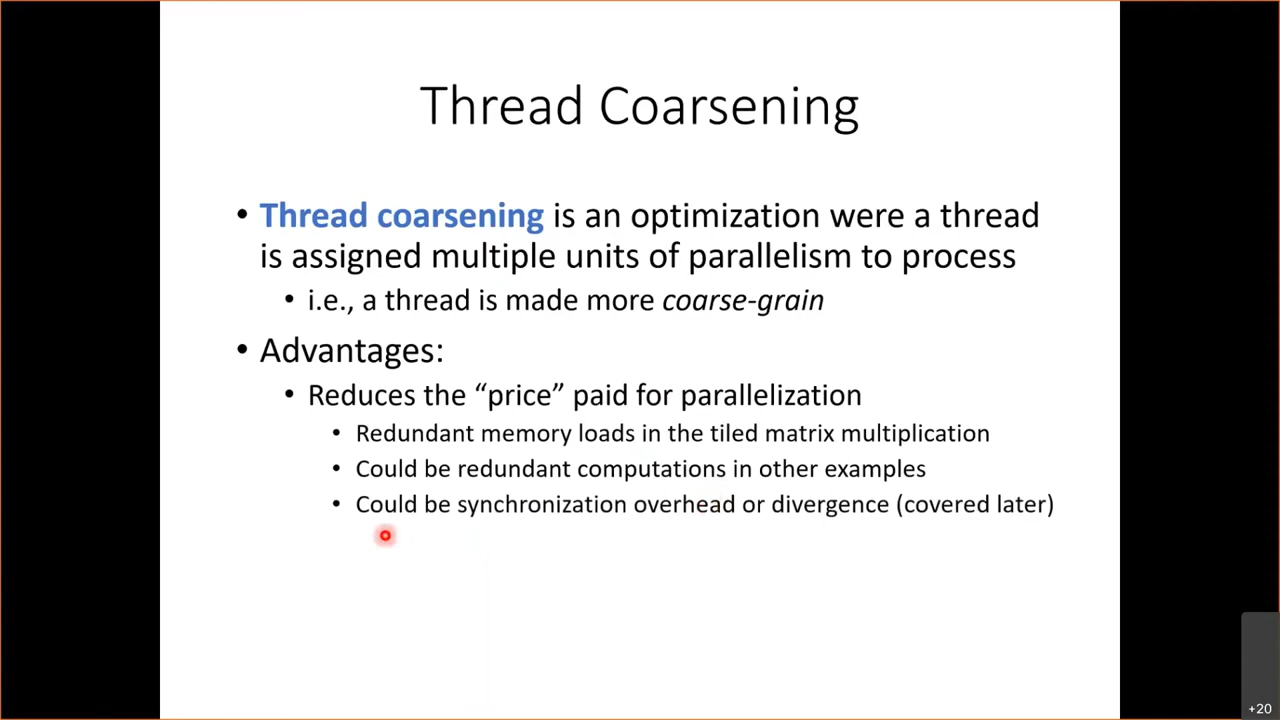 Thread Coarsening
• Thread coarsening is an optimization were a thread
is assigned multiple units of parallelism to process
• i.e., a thread is made more coarse-grain
• Advantages:
• Reduces the “price” paid for parallelization
• Redundant memory loads in the tiled matrix multiplication
• Could be redundant computations in other examples
• Could be synchronization overhead or divergence (covered later)
+20